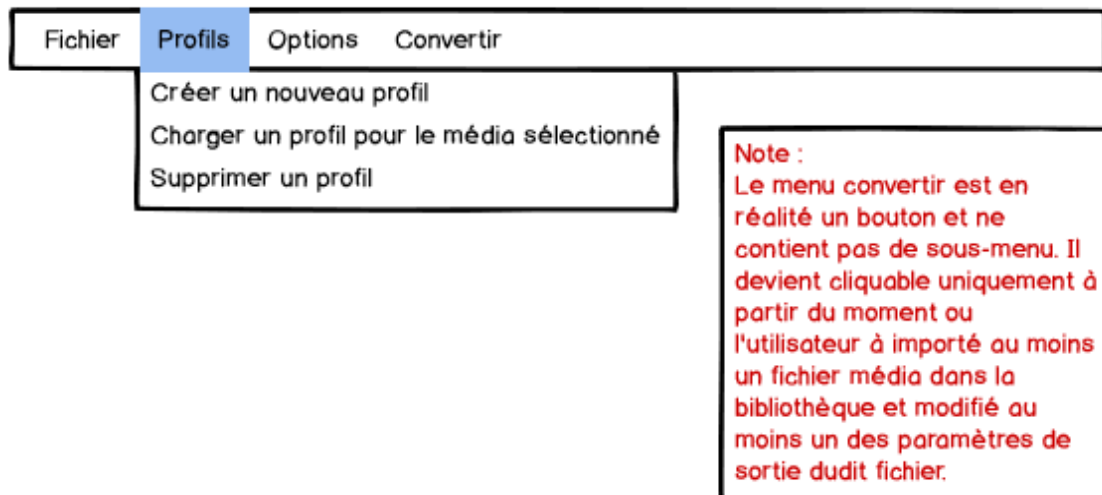 Fichier Profils Options Convertir
Créer un nouveau profil
Charger un profil pour le média sélectionné
Supprimer un profil
Note :
Le menu convertir est en
réalité un bouton et ne
contient pas de sous-menu. Il
devient cliquable uniquement à
partir du moment ou
l'utilisateur à importé au moins
un fichier média dans la
bibliothèque et modifié au
moins un des paramètres de
sortie dudit fichier.